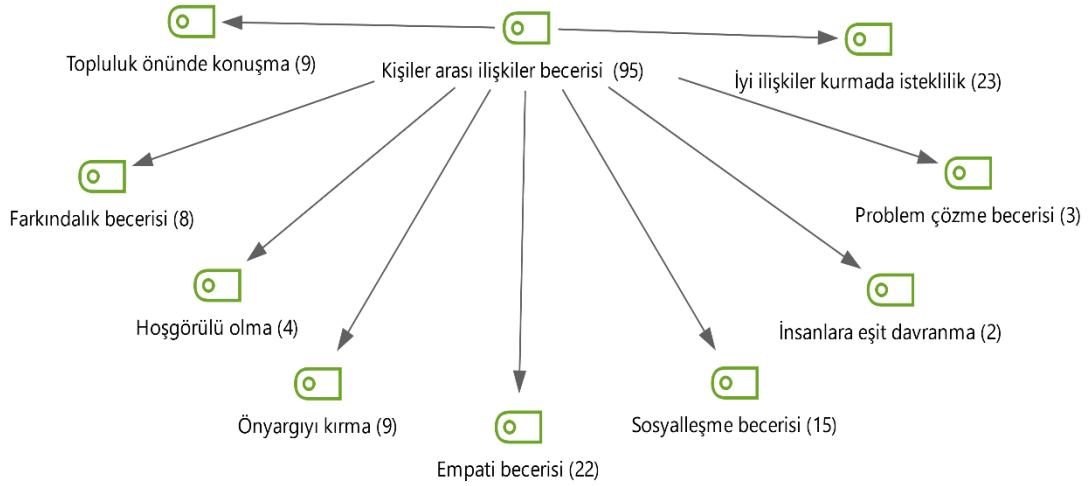 Topluluk önünde konuşma (9)
Kişiler arası ilişkiler becerisi  (95)
İyi ilişkiler kurmada isteklilik (23)
Farkındalık becerisi (8)
Problem çözme becerisi (3)
Hoşgörülü olma (4)
İnsanlara eşit davranma (2)
Önyargıyı kırma (9)
Sosyalleşme becerisi (15)
Empati becerisi (22)